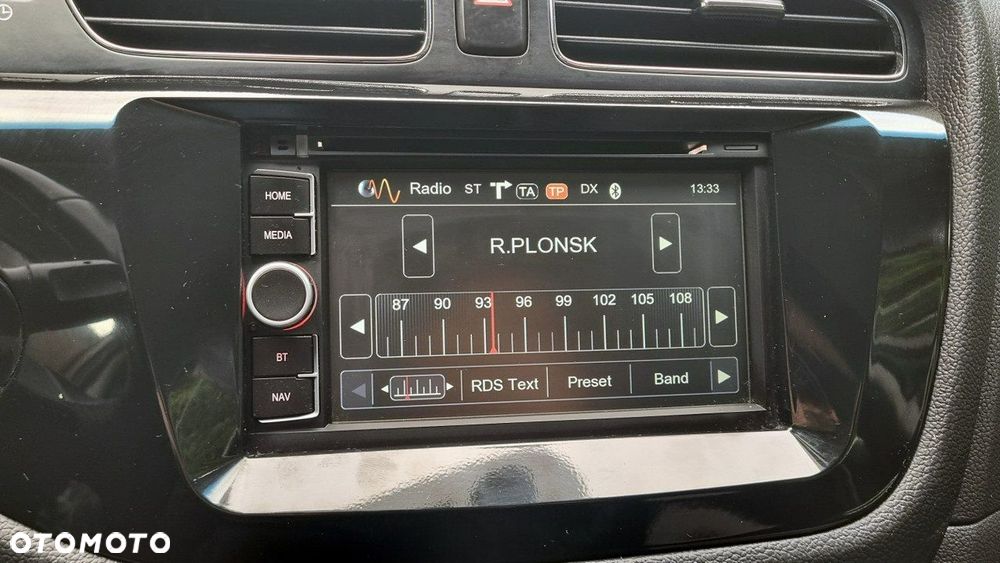 HOME
MEDIA
BT
NAV
Radio ST TA TP DX 13:33
R.PLONSK
87 90 93 96 99 102 105 108
RDS Text Preset Band
OTOMOTO